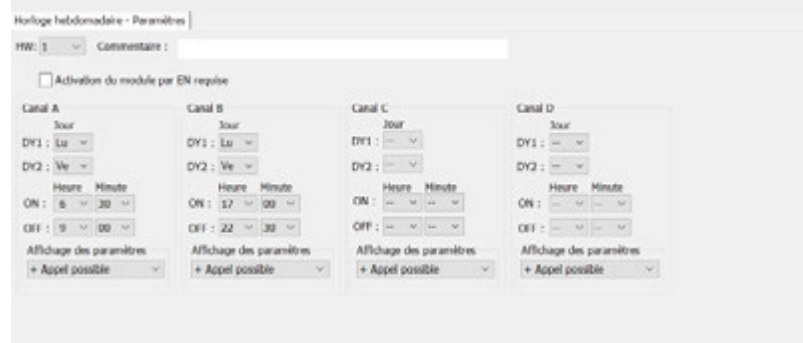 Horloge hebdomadaire - Paramètres
HW: 1 Commentaire :
Activation du module par EN requise
Canal A Canal B Canal C Canal D
Jour Jour Jour Jour
DY1 : Lu DY1 : Lu DY1 : -- DY1 : --
DY2 : Ve DY2 : Ve DY2 : -- DY2 : --
Heure Minute Heure Minute Heure Minute Heure Minute
ON : 6 30 ON : 17 00 ON : -- -- ON : -- --
OFF : 9 00 OFF : 22 30 OFF : -- -- OFF : -- --
Affichage des paramètres Affichage des paramètres Affichage des paramètres Affichage des paramètres
+ Appel possible + Appel possible + Appel possible + Appel possible